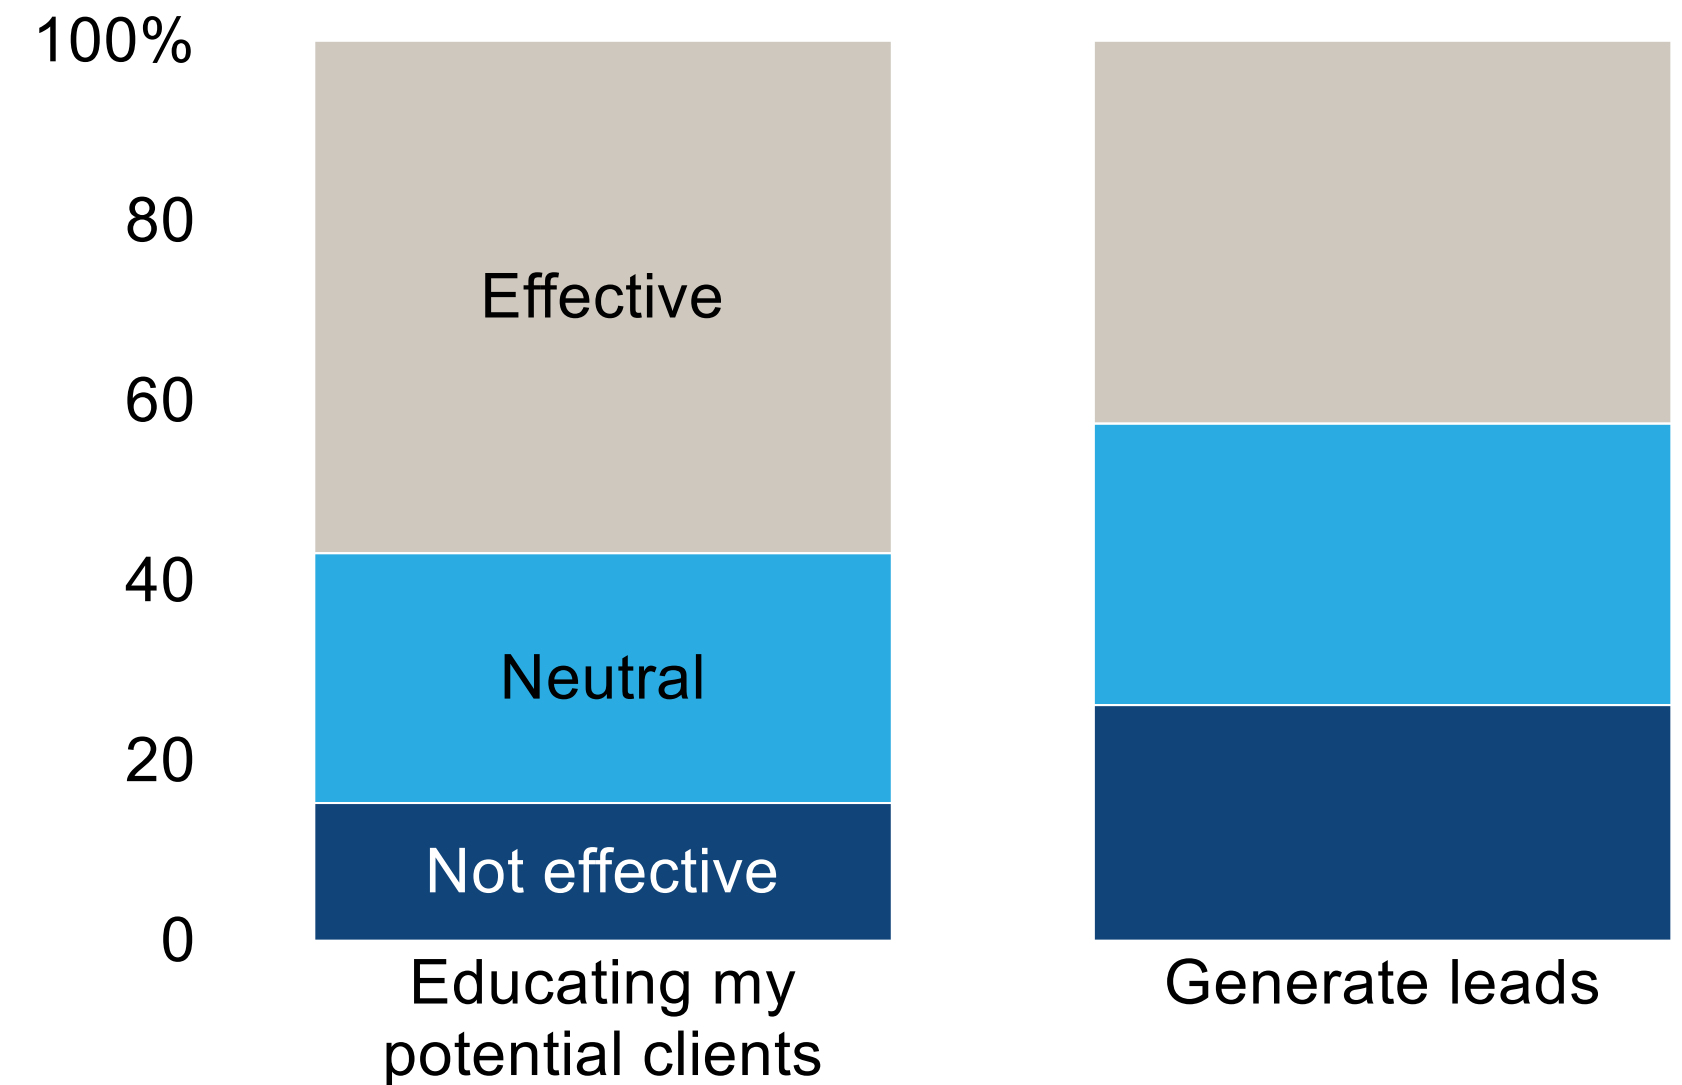 100%
80
60
40
20
0
Effective
Neutral
Not effective
Educating my
potential clients
Generate leads